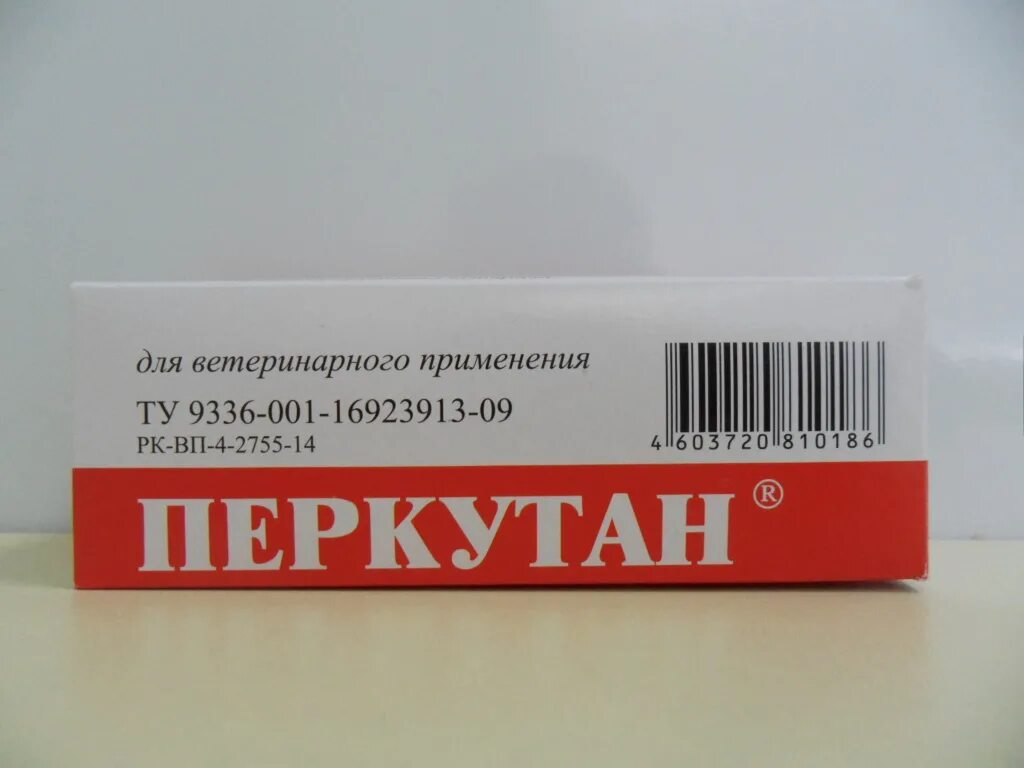 для ветеринарного применения
ТУ 9336-001-16923913-09
РК-ВП-4-2755-14
4 603720 810186
ПЕРКУТАН ®